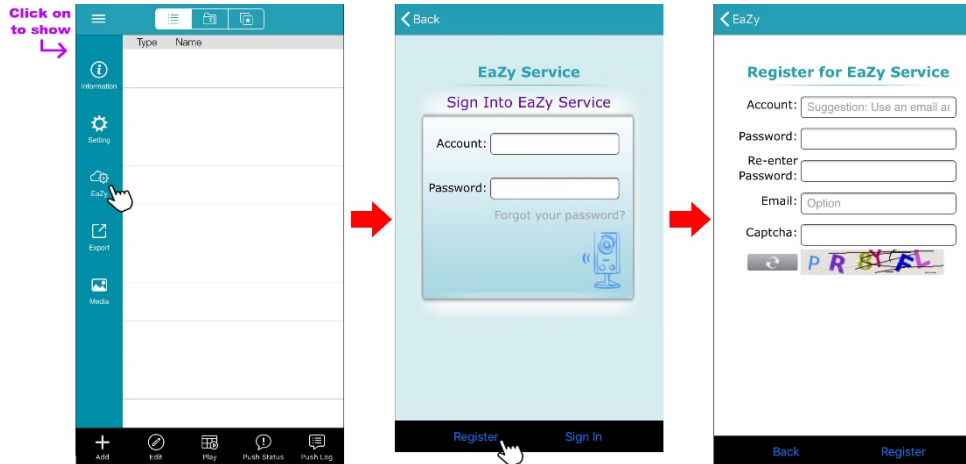 Click on
to show
Type Name
Information
Setting
EaZy
Export
Media
Add Edit Play Push Status Push Log
Back
EaZy Service
Sign Into EaZy Service
Account:
Password:
Forgot your password?
Register Sign In
EaZy
Register for EaZy Service
Account: Suggestion: Use an email ac
Password:
Re-enter
Password:
Email: Option
Captcha:
P R S Y F L
Back Register